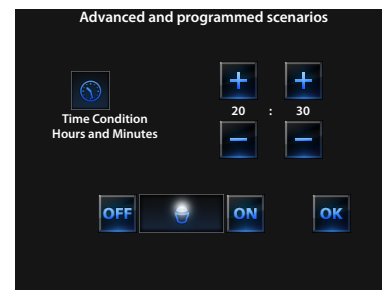 Advanced and programmed scenarios
+ +
20 : 30
Time Condition
Hours and Minutes
− −
OFF ON OK